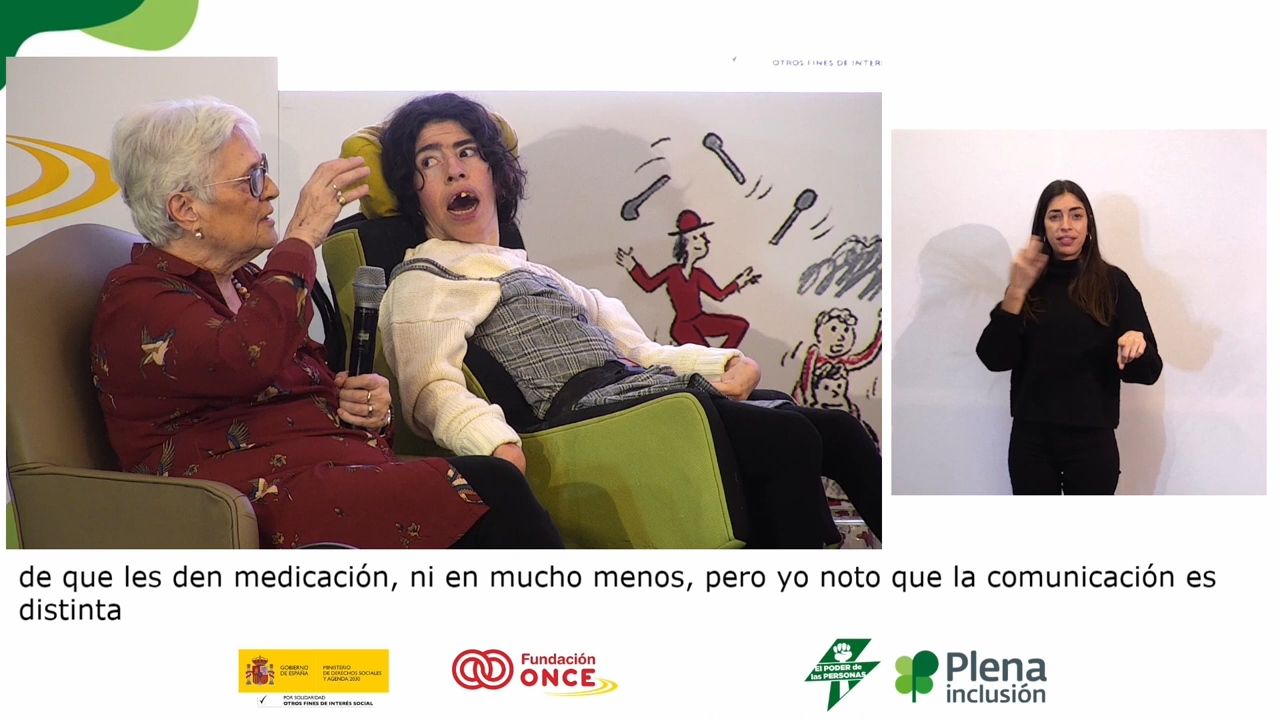 OTROS FINES DE INTER
de que les den medicación, ni en mucho menos, pero yo noto que la comunicación es
distinta
GOBIERNO
DE ESPAÑA
MINISTERIO
DE DERECHOS SOCIALES
Y AGENDA 2030
POR SOLIDARIDAD
OTROS FINES DE INTERÉS SOCIAL
Fundación
ONCE
El PODER de
las PERSONAS
Plena
inclusión